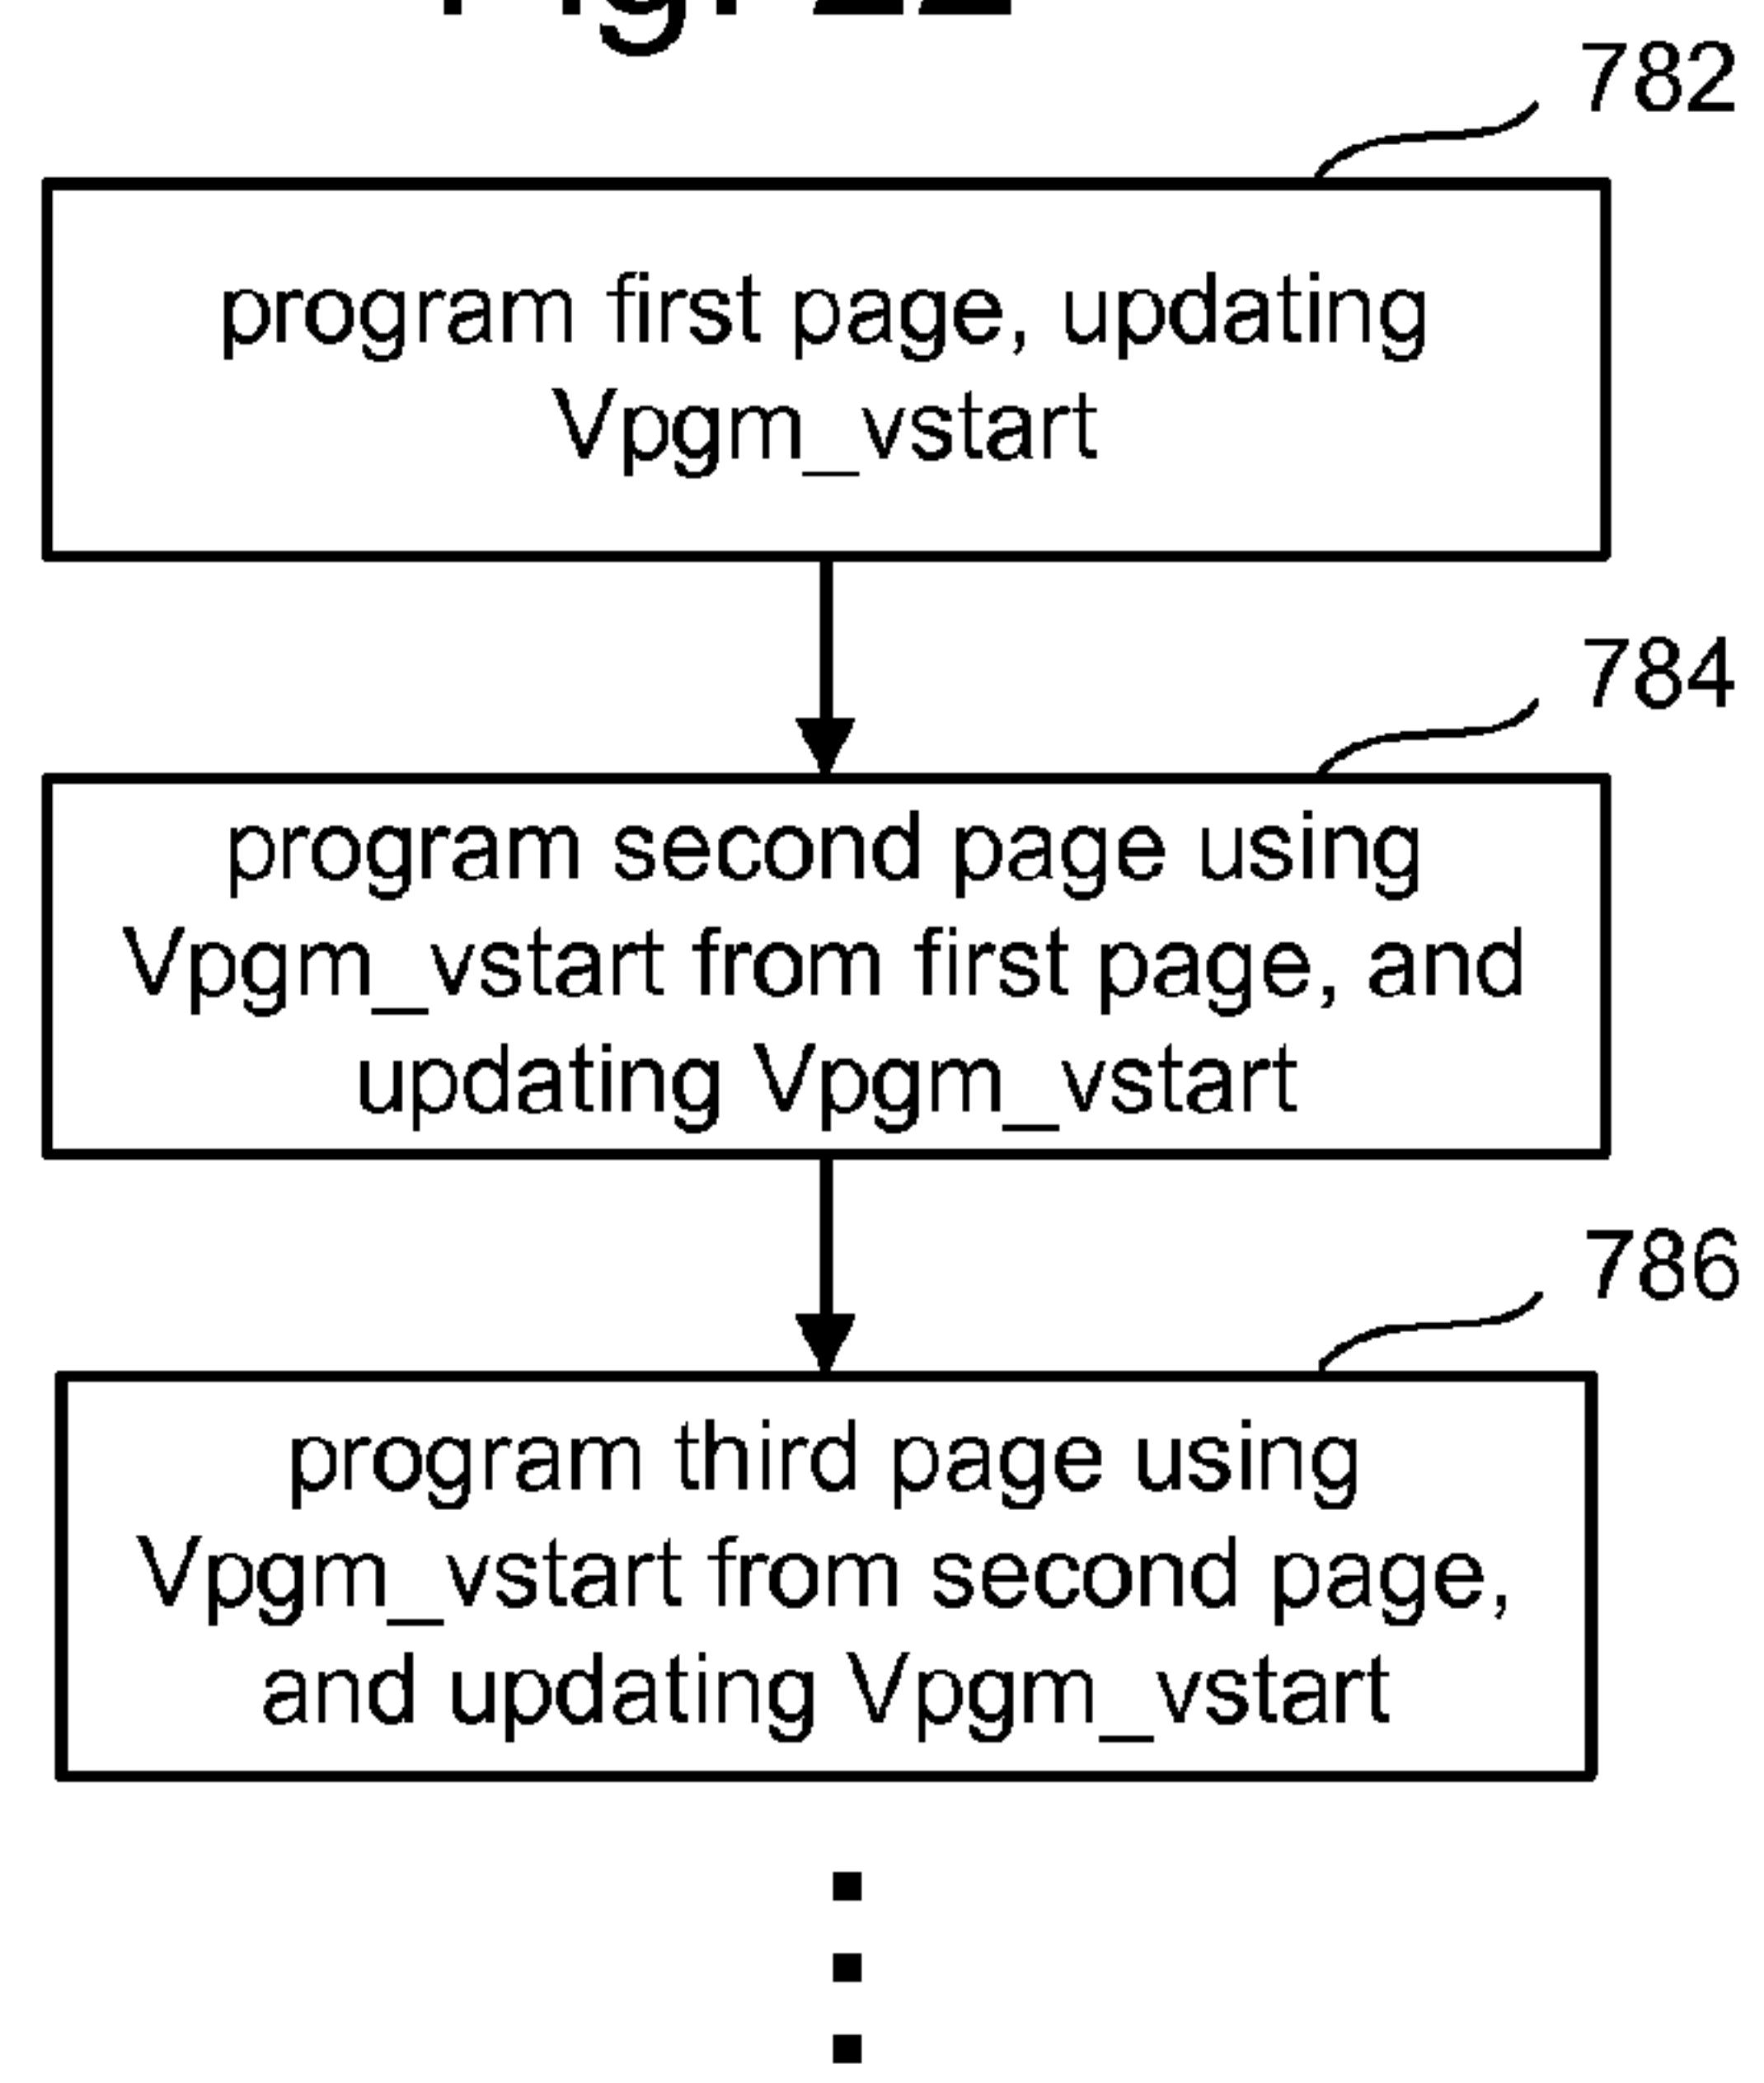 782
program first page, updating
Vpgm_vstart
784
program second page using
Vpgm_vstart from first page, and
updating Vpgm_vstart
786
program third page using
Vpgm_vstart from second page,
and updating Vpgm_vstart